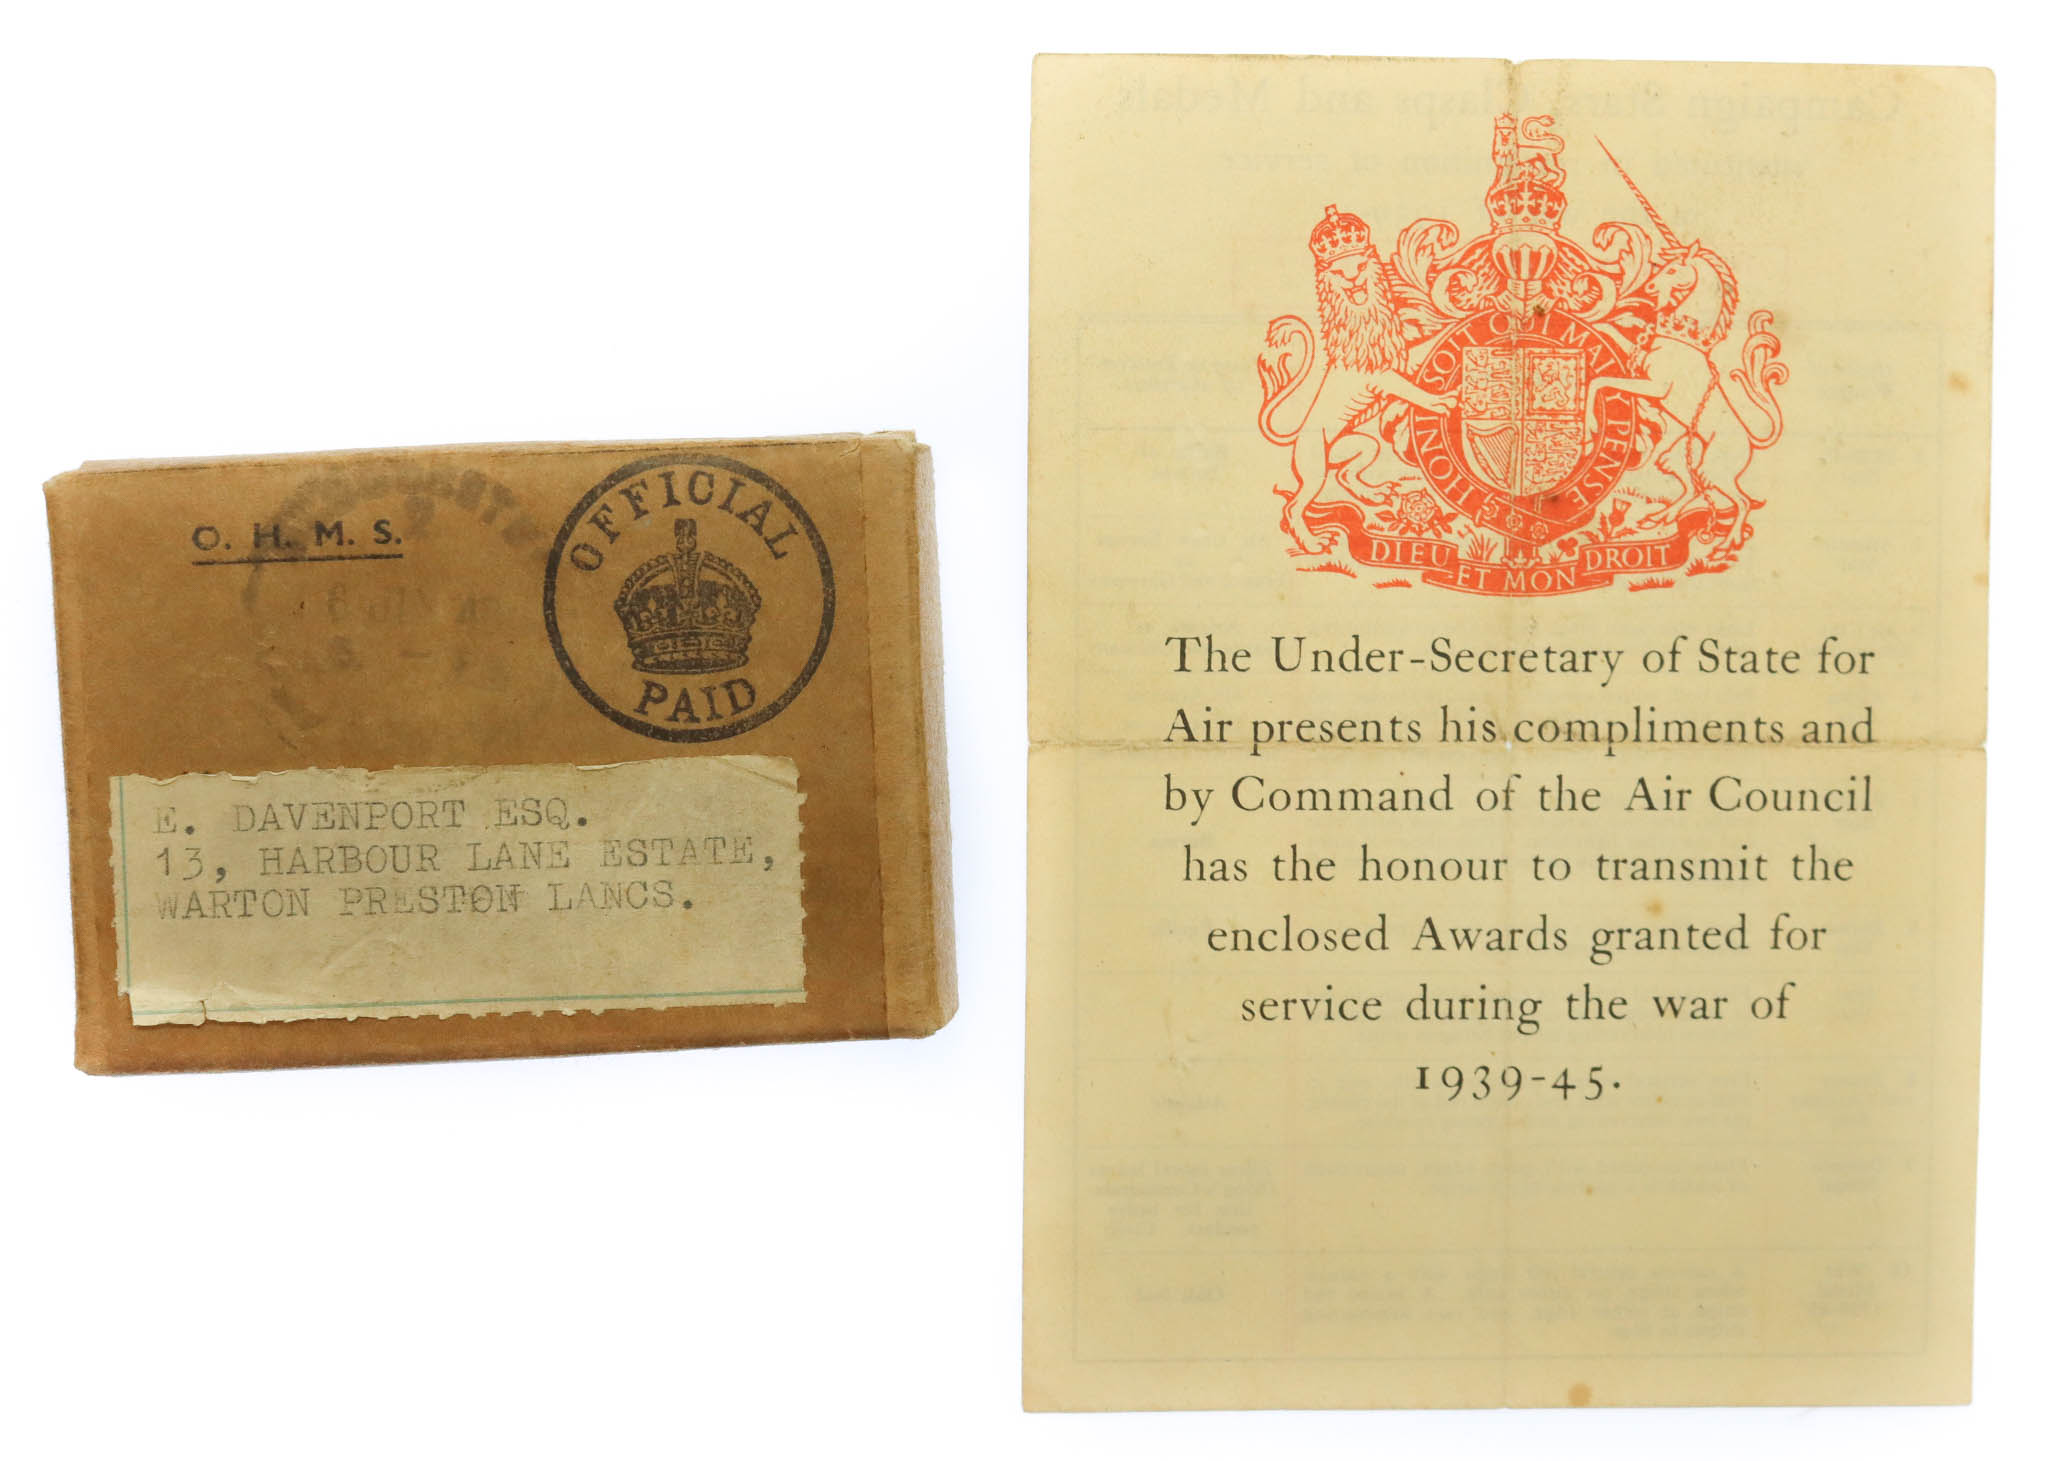 O. H. M. S.
OFFICIAL
PAID
E. DAVENPORT ESQ.
13, HARBOUR LANE ESTATE,
WARTON PRESTON LANCS.
HONI SOIT QUI MAL Y PENSE
DIEU ET MON DROIT
The Under-Secretary of State for
Air presents his compliments and
by Command of the Air Council
has the honour to transmit the
enclosed Awards granted for
service during the war of
1939-45.